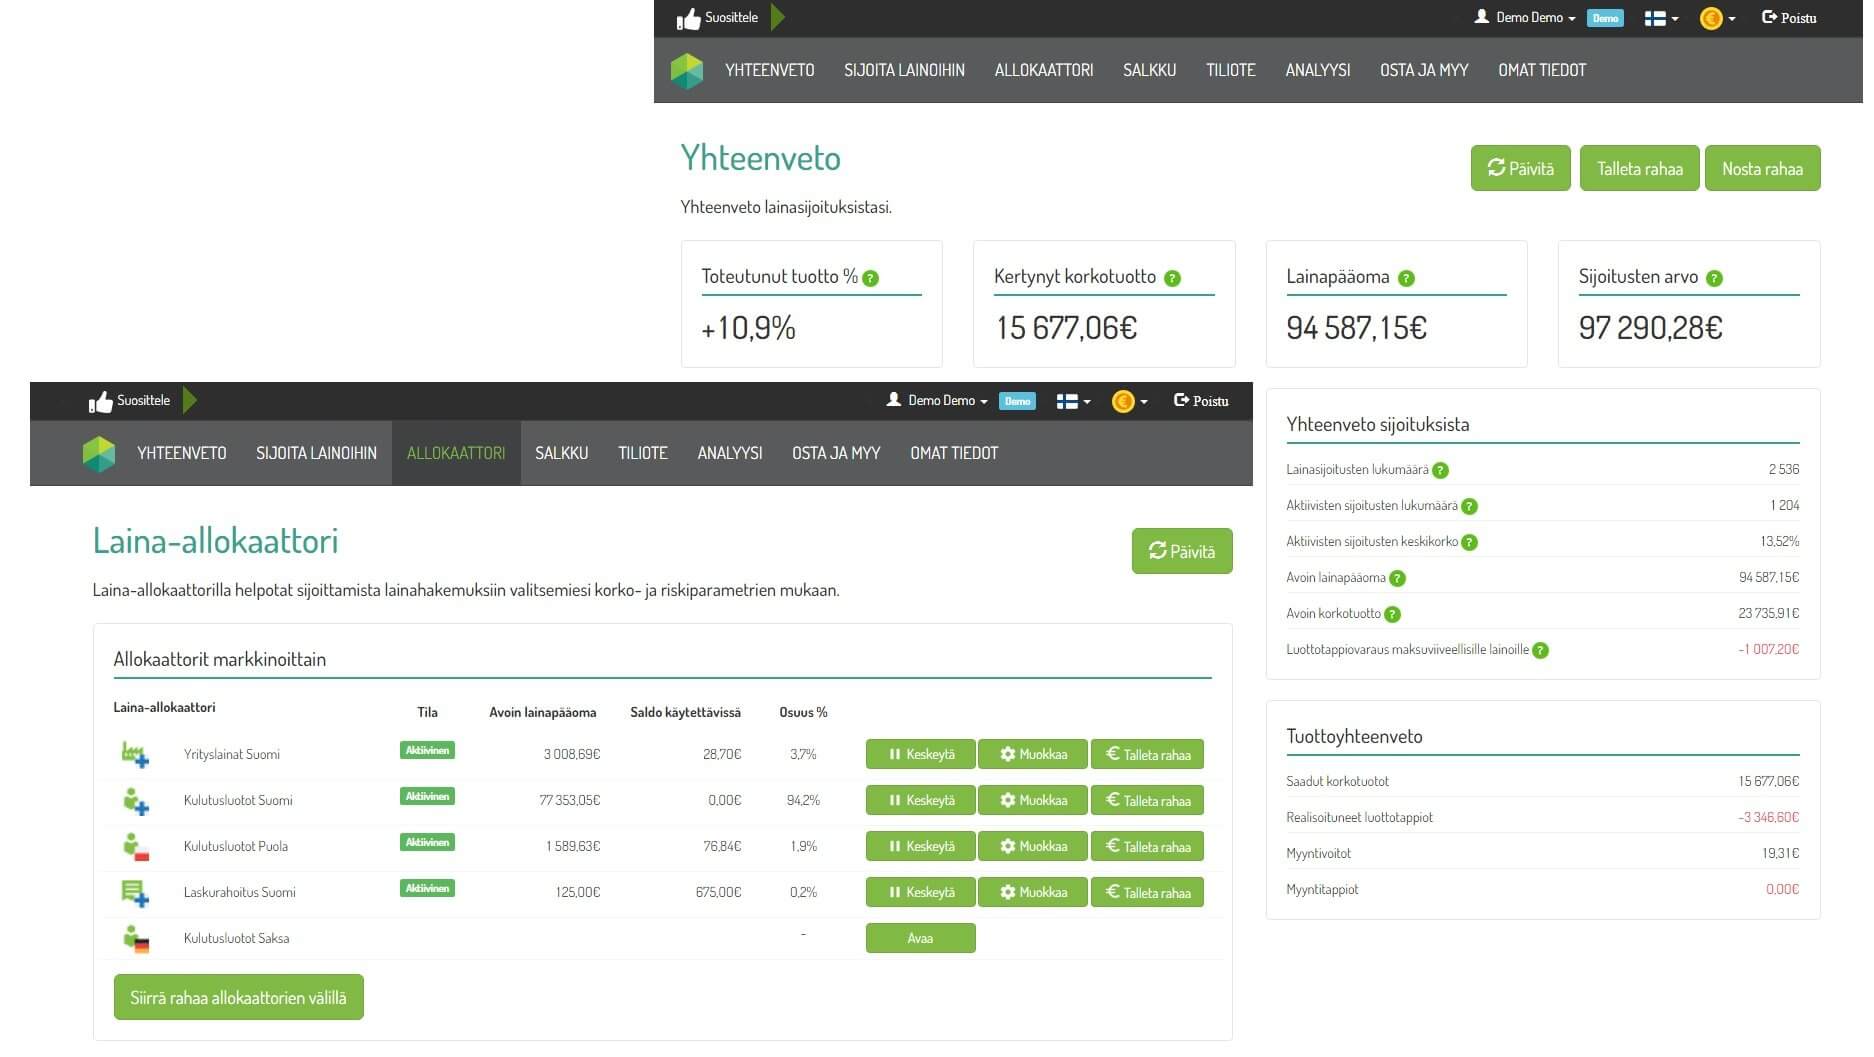 Suosittele
Demo Demo Demo Poistu
YHTEENVETO SIJOITA LAINOIHIN ALLOKAATTORI SALKKU TILIOTE ANALYYSI OSTA JA MYY OMAT TIEDOT
Yhteenveto
Päivitä Talleta rahaa Nosta rahaa
Yhteenveto lainasijoituksistasi.
Toteutunut tuotto % ?
+10,9%
Kertynyt korkotuotto ?
15 677,06€
Lainapääoma ?
94 587,15€
Sijoitusten arvo ?
97 290,28€
Yhteenveto sijoituksista
Lainasijoitusten lukumäärä ? 2 536
Aktiivisten sijoitusten lukumäärä ? 1 204
Aktiivisten sijoitusten keskikorko ? 13,52%
Avoin lainapääoma ? 94 587,15€
Avoin korkotuotto ? 23 735,91€
Luottotappiovaraus maksuviiveellisille lainoille ? -1 007,20€
Tuottoyhteenveto
Saadut korkotuotot 15 677,06€
Realisoituneet luottotappiot -3 346,60€
Myyntivoitot 19,31€
Myyntitappiot 0,00€
Suosittele
Demo Demo Demo € Poistu
YHTEENVETO SIJOITA LAINOIHIN ALLOKAATTORI SALKKU TILIOTE ANALYYSI OSTA JA MYY OMAT TIEDOT
Laina-allokaattori
Päivitä
Laina-allokaattorilla helpotat sijoittamista lainahakemuksiin valitsemiesi korko- ja riskiparametrien mukaan.
Allokaattorit markkinoittain
Laina-allokaattori Tila Avoin lainapääoma Saldo käytettävissä Osuus %
Yrityslainat Suomi Aktiivinen 3 008,69€ 28,70€ 3,7% Keskeytä Muokkaa € Talleta rahaa
Kulutusluotot Suomi Aktiivinen 77 353,05€ 0,00€ 94,2% Keskeytä Muokkaa € Talleta rahaa
Kulutusluotot Puola Aktiivinen 1 589,63€ 76,84€ 1,9% Keskeytä Muokkaa € Talleta rahaa
Laskurahoitus Suomi Aktiivinen 125,00€ 675,00€ 0,2% Keskeytä Muokkaa € Talleta rahaa
Kulutusluotot Saksa - Avaa
Siirrä rahaa allokaattorien välillä